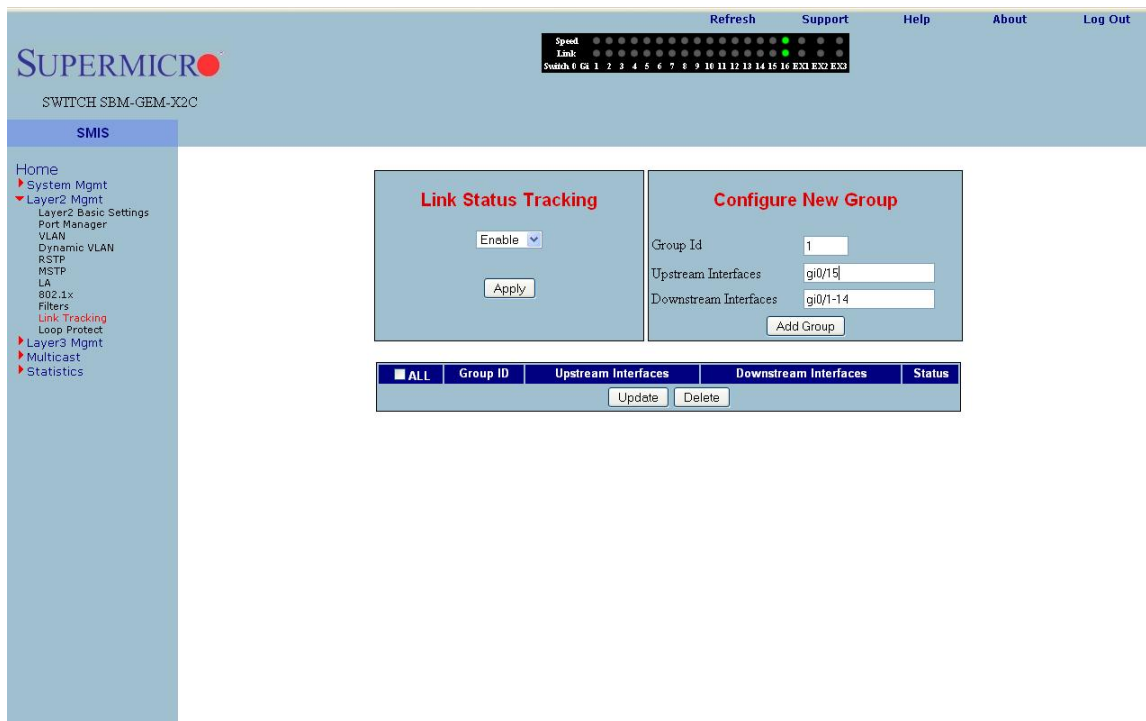 Refresh Support Help About Log Out
Speed
Link
Switch 0 Gi 1 2 3 4 5 6 7 8 9 10 11 12 13 14 15 16 EX1 EX2 EX3
SUPERMICRO
SWITCH SBM-GEM-X2C
SMIS
Home
System Mgmt
Layer2 Mgmt
Layer2 Basic Settings
Port Manager
VLAN
Dynamic VLAN
RSTP
MSTP
LA
802.1x
Filters
Link Tracking
Loop Protect
Layer3 Mgmt
Multicast
Statistics
Link Status Tracking
Enable
Apply
Configure New Group
Group Id 1
Upstream Interfaces gi0/15
Downstream Interfaces gi0/1-14
Add Group
ALL Group ID Upstream Interfaces Downstream Interfaces Status
Update Delete